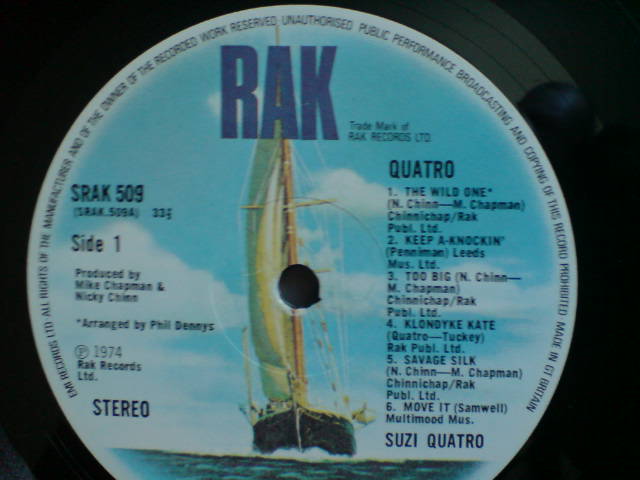 EMI RECORDS LTD ALL RIGHTS OF THE MANUFACTURER AND OF THE OWNER OF THE RECORDED WORK RESERVED UNAUTHORISED PUBLIC PERFORMANCE BROADCASTING AND COPYING OF THIS RECORD PROHIBITED · MADE IN GT BRITAIN
RAK
Trade Mark of
RAK RECORDS LTD.
SRAK 509
(SRAK.509A) 33⅓
Side 1
Produced by
Mike Chapman &
Nicky Chinn
*Arranged by Phil Dennys
Ⓟ 1974
Rak Records
Ltd.
STEREO
QUATRO
1. THE WILD ONE*
(N. Chinn—M. Chapman)
Chinnichap/Rak
Publ. Ltd.
2. KEEP A-KNOCKIN'
(Penniman) Leeds
Mus. Ltd.
3. TOO BIG (N. Chinn—
M. Chapman)
Chinnichap/Rak
Publ. Ltd.
4. KLONDYKE KATE
(Quatro—Tuckey)
Rak Publ. Ltd.
5. SAVAGE SILK
(N. Chinn—M. Chapman)
Chinnichap/Rak
Publ. Ltd.
6. MOVE IT (Samwell)
Multimood Mus.
SUZI QUATRO